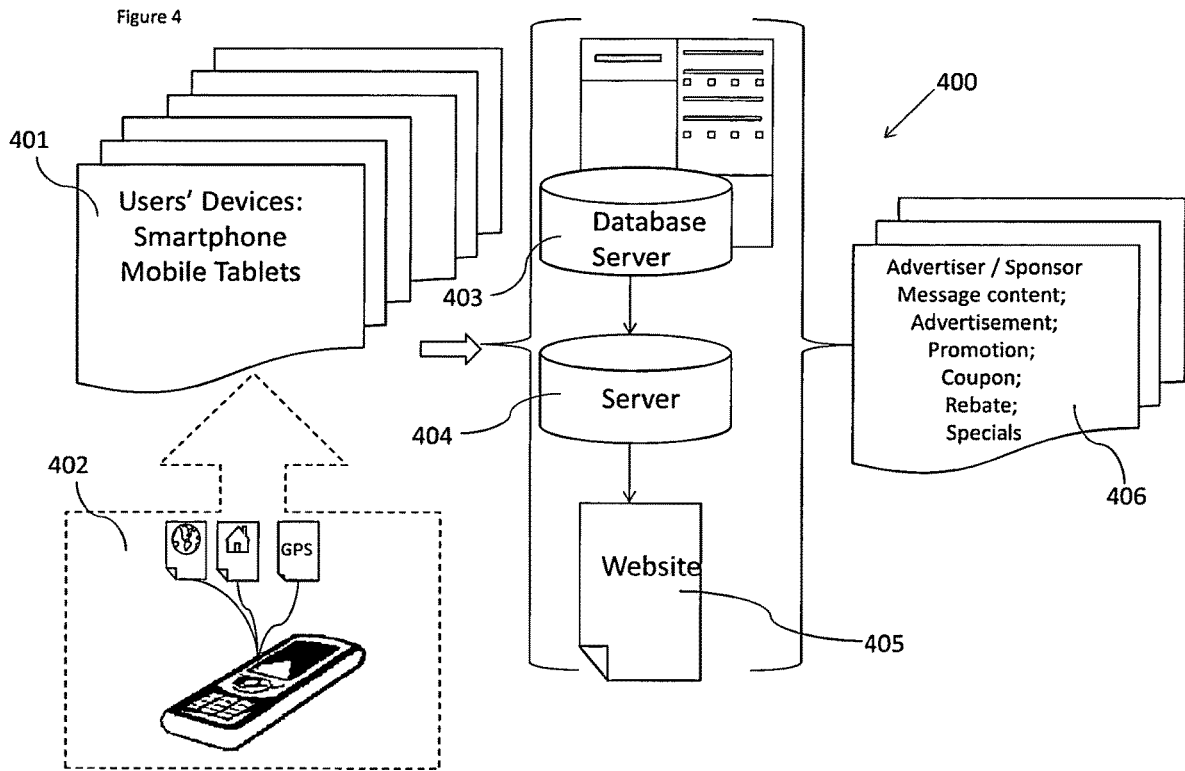 Figure 4
400
401
Users' Devices:
Smartphone
Mobile Tablets
Database
Server
403
Advertiser / Sponsor
Message content;
Advertisement;
Promotion;
Coupon;
Rebate;
Specials
406
Server
404
402
GPS
Website
405